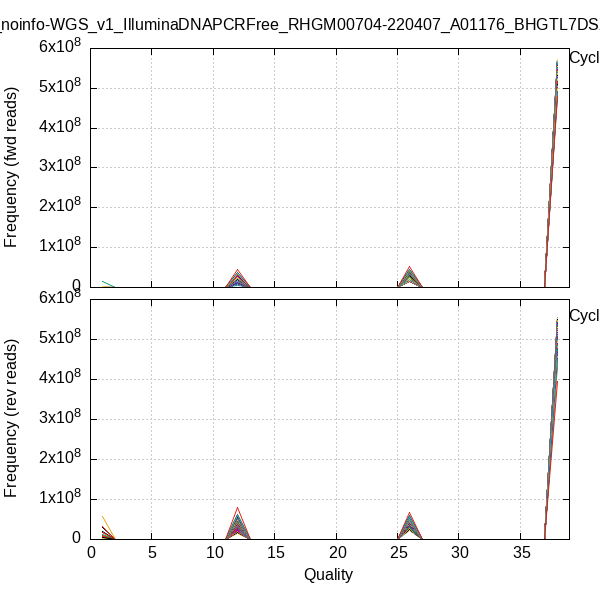 _noinfo-WGS_v1_IlluminaDNAPCRFree_RHGM00704-220407_A01176_BHGTL7DS
6x10⁸
5x10⁸
4x10⁸
3x10⁸
2x10⁸
1x10⁸
0
Frequency (fwd reads)
Cycl
6x10⁸
5x10⁸
4x10⁸
3x10⁸
2x10⁸
1x10⁸
0
Frequency (rev reads)
Cycl
0 5 10 15 20 25 30 35
Quality